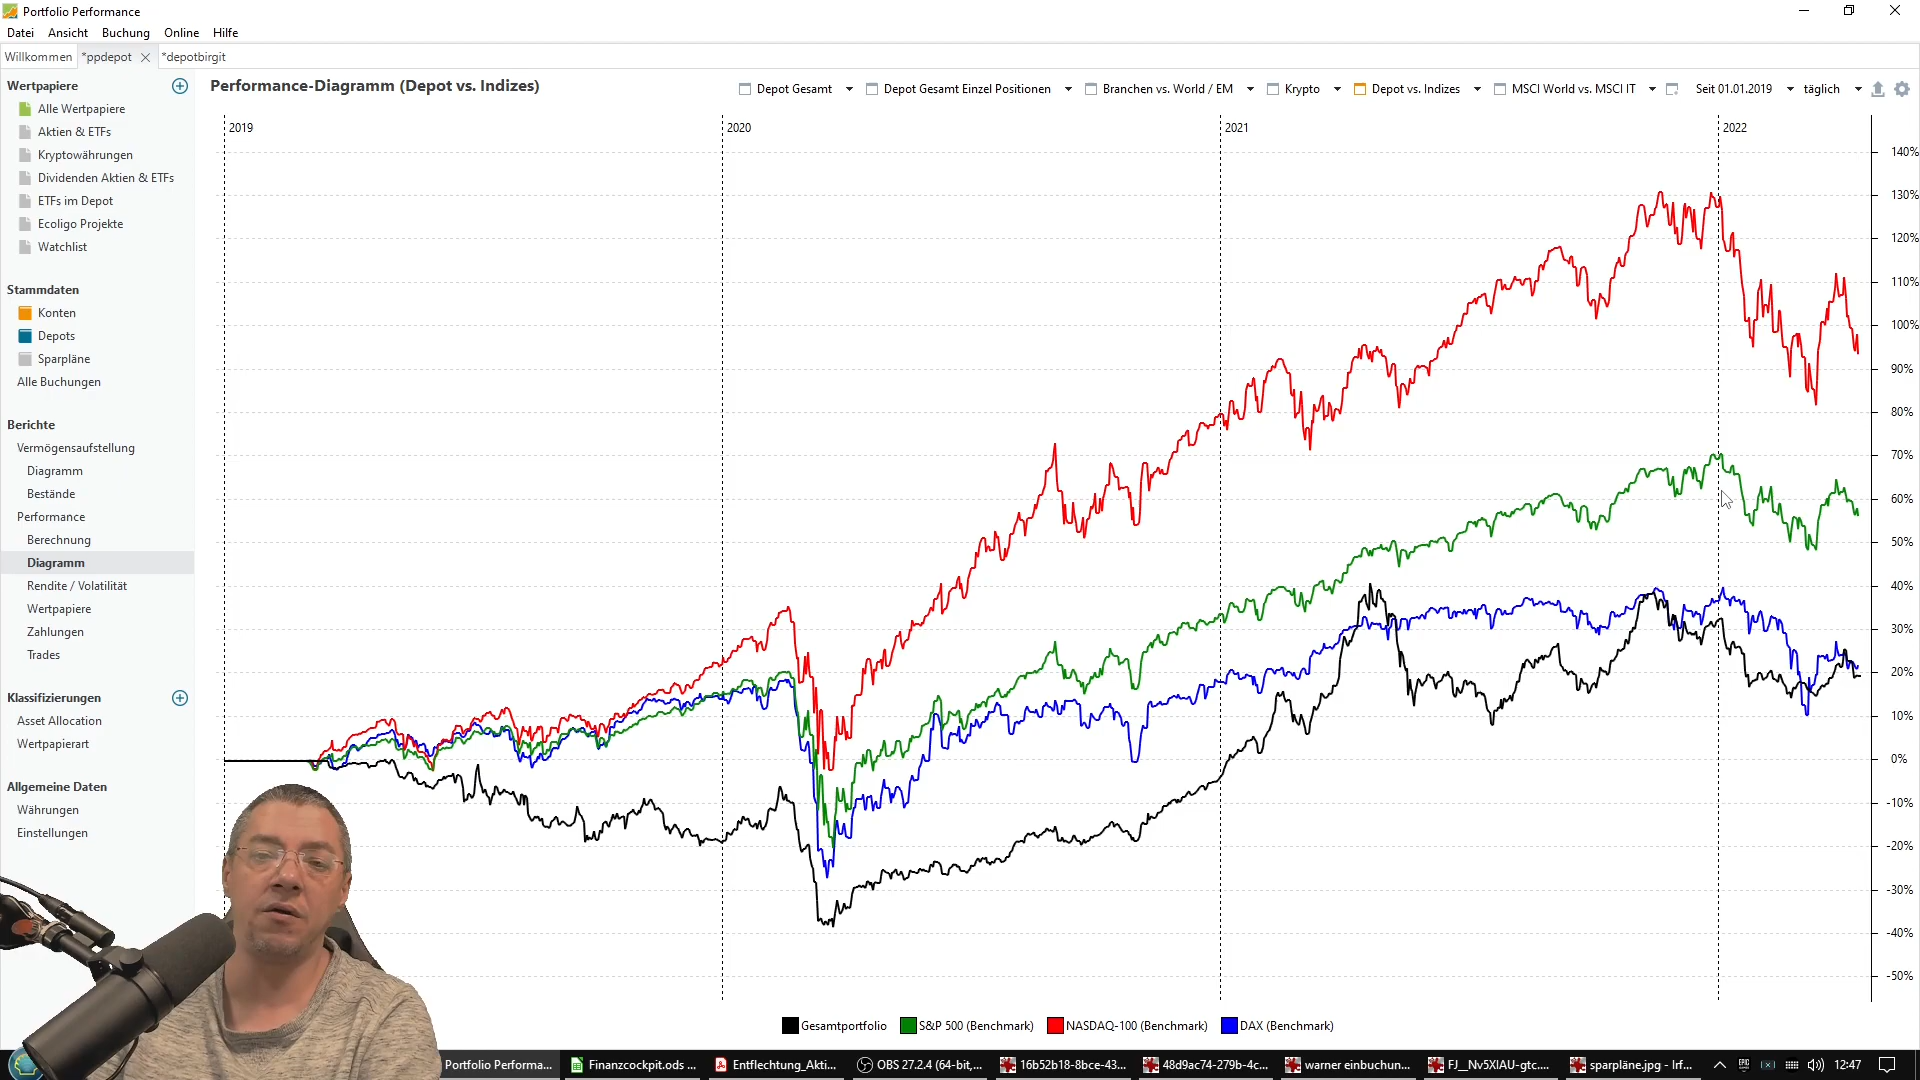 Portfolio Performance
Datei Ansicht Buchung Online Hilfe
Willkommen *ppdepot *depotbirgit
Wertpapiere
Alle Wertpapiere
Aktien & ETFs
Kryptowährungen
Dividenden Aktien & ETFs
ETFs im Depot
Ecoligo Projekte
Watchlist
Stammdaten
Konten
Depots
Sparpläne
Alle Buchungen
Berichte
Vermögensaufstellung
Diagramm
Bestände
Performance
Berechnung
Diagramm
Rendite / Volatilität
Wertpapiere
Zahlungen
Trades
Klassifizierungen
Asset Allocation
Wertpapierart
Allgemeine Daten
Währungen
Einstellungen
Performance-Diagramm (Depot vs. Indizes)
Depot Gesamt Depot Gesamt Einzel Positionen Branchen vs. World / EM Krypto Depot vs. Indizes MSCI World vs. MSCI IT Seit 01.01.2019 täglich
2019 2020 2021 2022
140%
130%
120%
110%
100%
90%
80%
70%
60%
50%
40%
30%
20%
10%
0%
-10%
-20%
-30%
-40%
-50%
Gesamtportfolio S&P 500 (Benchmark) NASDAQ-100 (Benchmark) DAX (Benchmark)
Portfolio Performa... Finanzcockpit.ods ... Entflechtung_Akti... OBS 27.2.4 (64-bit,... 16b52b18-8bce-43... 48d9ac74-279b-4c... warner einbuchun... FJ__Nv5XIAU-gtc.... sparpläne.jpg - Irf... 12:47